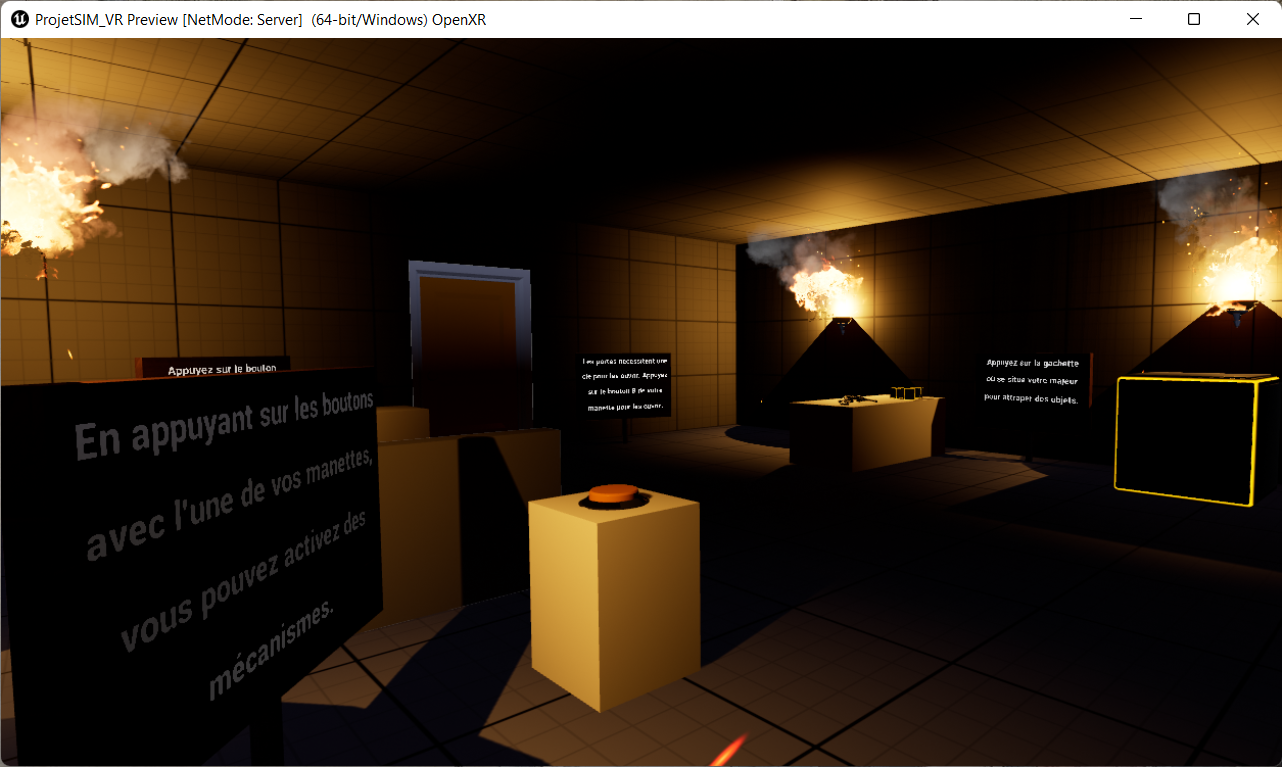 ProjetSIM_VR Preview [NetMode: Server] (64-bit/Windows) OpenXR
Appuyez sur le bouton
En appuyant sur les boutons
avec l'une de vos manettes,
vous pouvez activez des
mécanismes.
Les portes nécessitent une
clé pour les ouvrir. Appuyez
sur le bouton B de votre
manette pour les ouvrir.
Appuyez sur la gachette
où se situe votre majeur
pour attraper des objets.